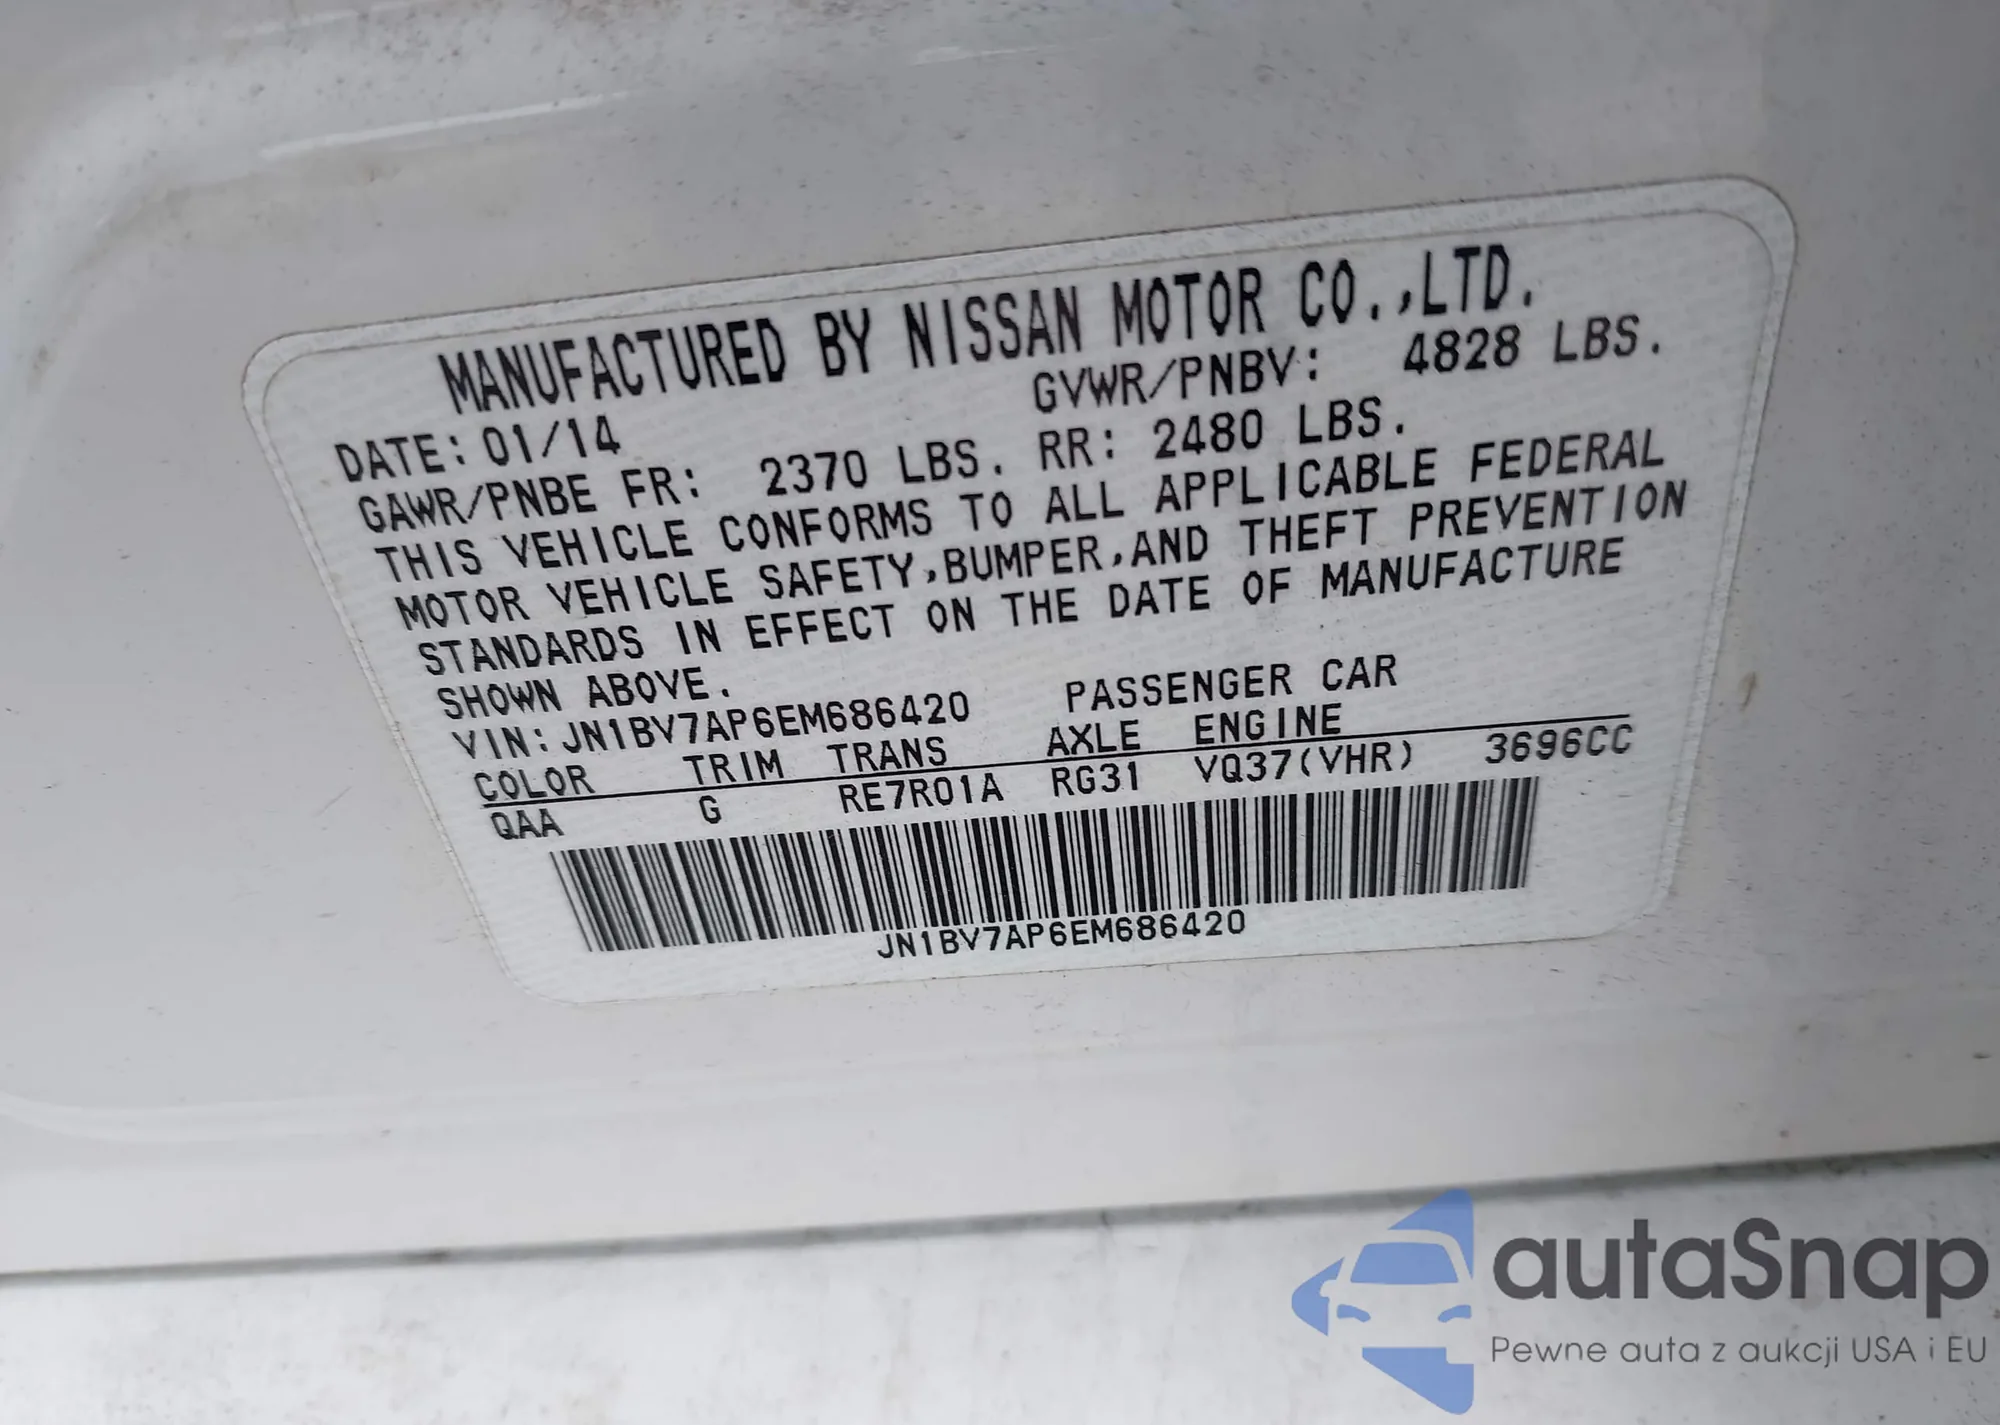 MANUFACTURED BY NISSAN MOTOR CO.,LTD.
DATE: 01/14 GVWR/PNBV: 4828 LBS.
GAWR/PNBE FR: 2370 LBS. RR: 2480 LBS.
THIS VEHICLE CONFORMS TO ALL APPLICABLE FEDERAL
MOTOR VEHICLE SAFETY,BUMPER,AND THEFT PREVENTION
STANDARDS IN EFFECT ON THE DATE OF MANUFACTURE
SHOWN ABOVE.
VIN: JN1BV7AP6EM686420 PASSENGER CAR
COLOR TRIM TRANS AXLE ENGINE
QAA G RE7R01A RG31 VQ37(VHR) 3696CC
JN1BV7AP6EM686420
autaSnap
Pewne auta z aukcji USA i EU